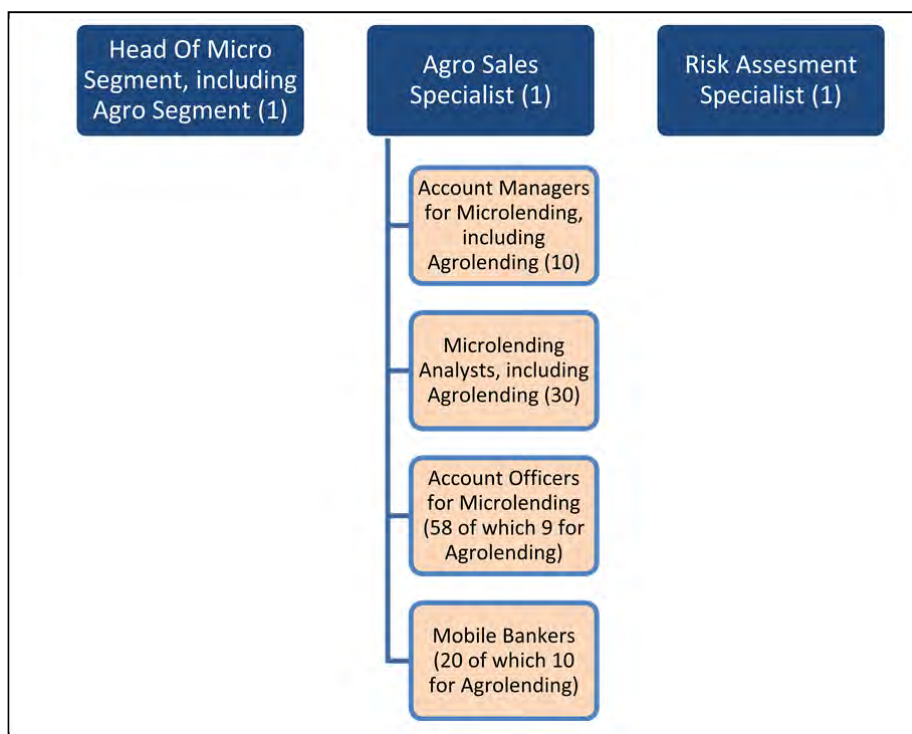 Head Of Micro
Segment, including
Agro Segment (1)
Agro Sales
Specialist (1)
Risk Assesment
Specialist (1)
Account Managers
for Microlending,
including
Agrolending (10)
Microlending
Analysts, including
Agrolending (30)
Account Officers
for Microlending
(58 of which 9 for
Agrolending)
Mobile Bankers
(20 of which 10
for Agrolending)